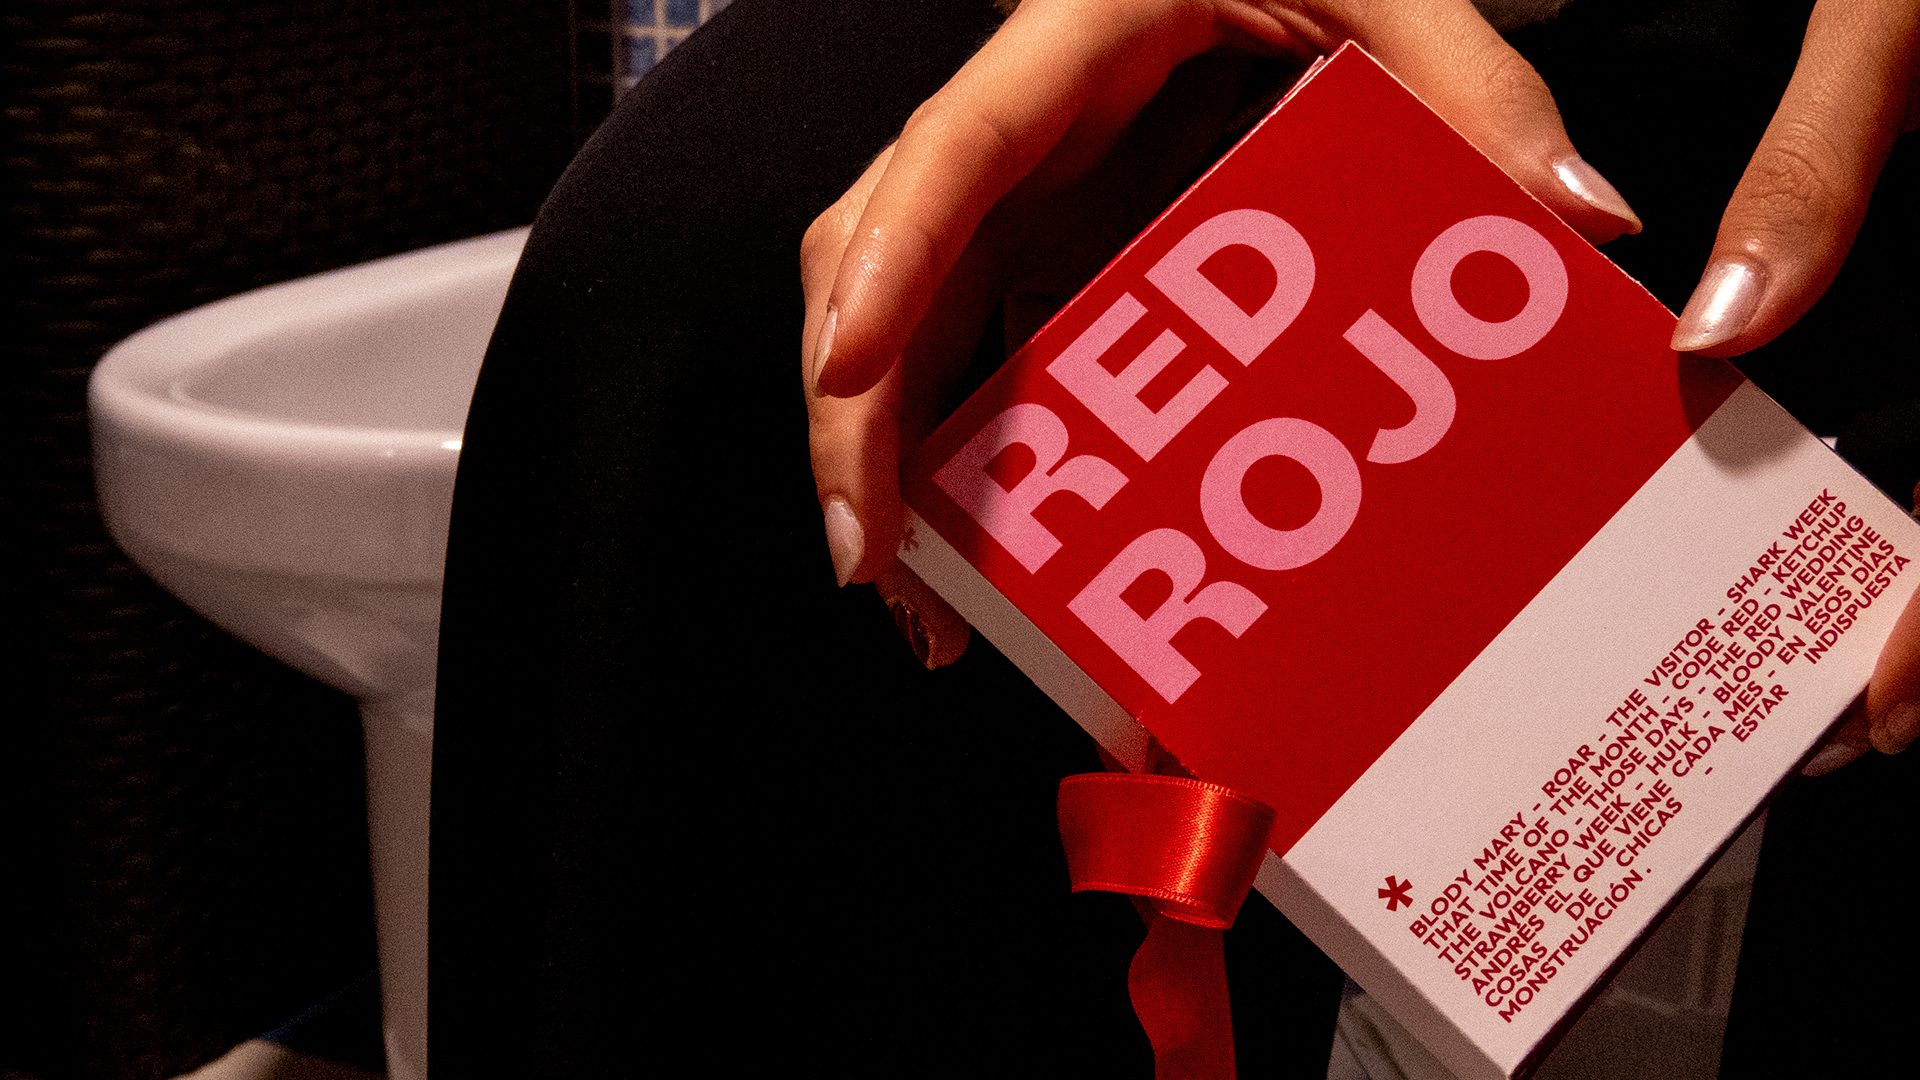 RED
ROJO
*
*
BLODY MARY - ROAR - THE VISITOR - SHARK WEEK
THAT TIME OF THE MONTH - CODE RED - KETCHUP
THE VOLCANO - THOSE DAYS - THE RED WEDDING
STRAWBERRY WEEK - HULK - BLOODY VALENTINE
ANDRÉS EL QUE VIENE CADA MES - EN ESOS DÍAS
COSAS DE CHICAS - ESTAR INDISPUESTA
MONSTRUACIÓN.